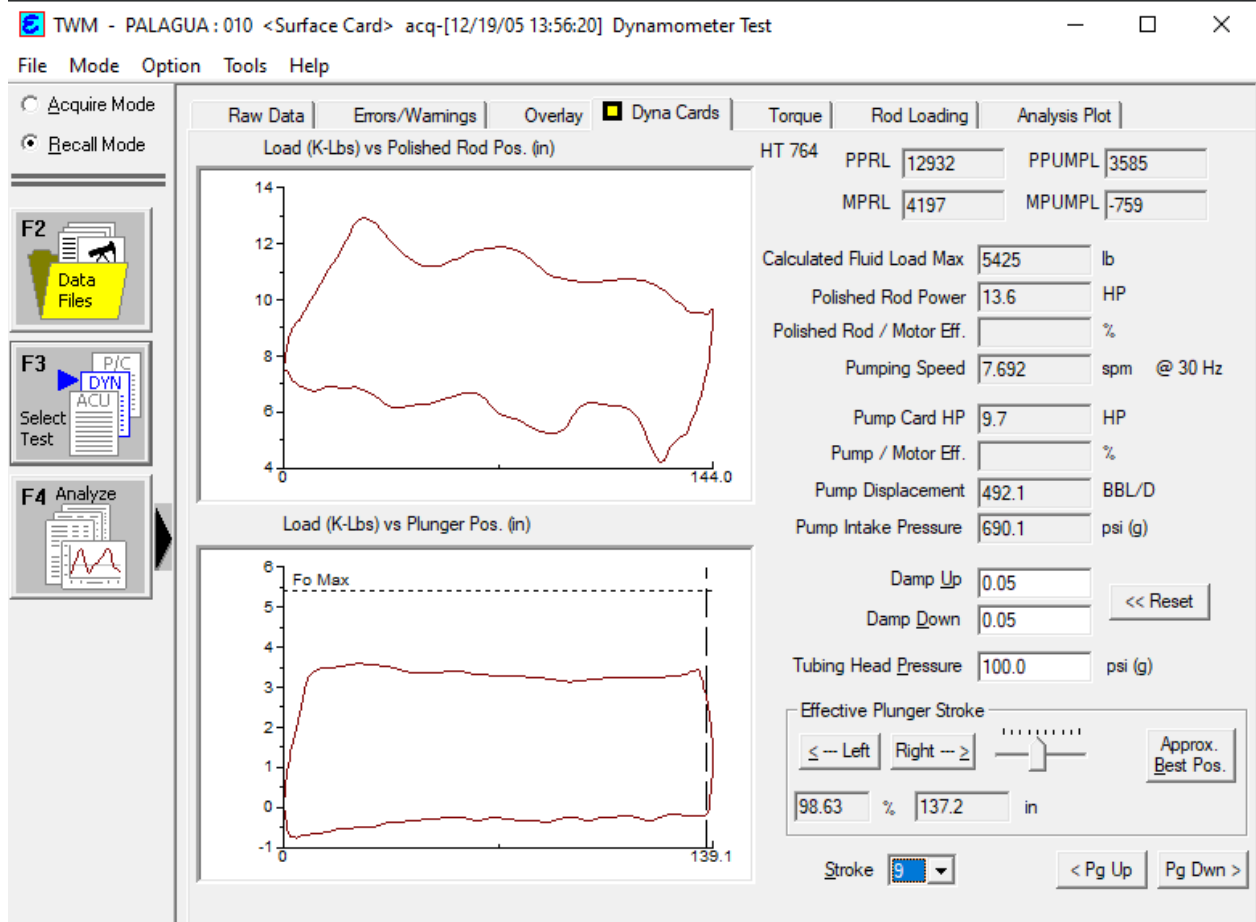 TWM - PALAGUA : 010 <Surface Card> acq-[12/19/05 13:56:20] Dynamometer Test
File Mode Option Tools Help
Acquire Mode
Recall Mode
F2
Data
Files
F3
P/C
DYN
ACU
Select
Test
F4 Analyze
Raw Data Errors/Warnings Overlay Dyna Cards Torque Rod Loading Analysis Plot
Load (K-Lbs) vs Polished Rod Pos. (in)
14
12
10
8
6
4
0 144.0
Load (K-Lbs) vs Plunger Pos. (in)
6
Fo Max
5
4
3
2
1
0
-1
0 139.1
HT 764 PPRL 12932 PPUMPL 3585
MPRL 4197 MPUMPL -759
Calculated Fluid Load Max 5425 lb
Polished Rod Power 13.6 HP
Polished Rod / Motor Eff. %
Pumping Speed 7.692 spm @ 30 Hz
Pump Card HP 9.7 HP
Pump / Motor Eff. %
Pump Displacement 492.1 BBL/D
Pump Intake Pressure 690.1 psi (g)
Damp Up 0.05
<< Reset
Damp Down 0.05
Tubing Head Pressure 100.0 psi (g)
Effective Plunger Stroke
< --- Left Right --- > Approx.
Best Pos.
98.63 % 137.2 in
Stroke 9 < Pg Up Pg Dwn >